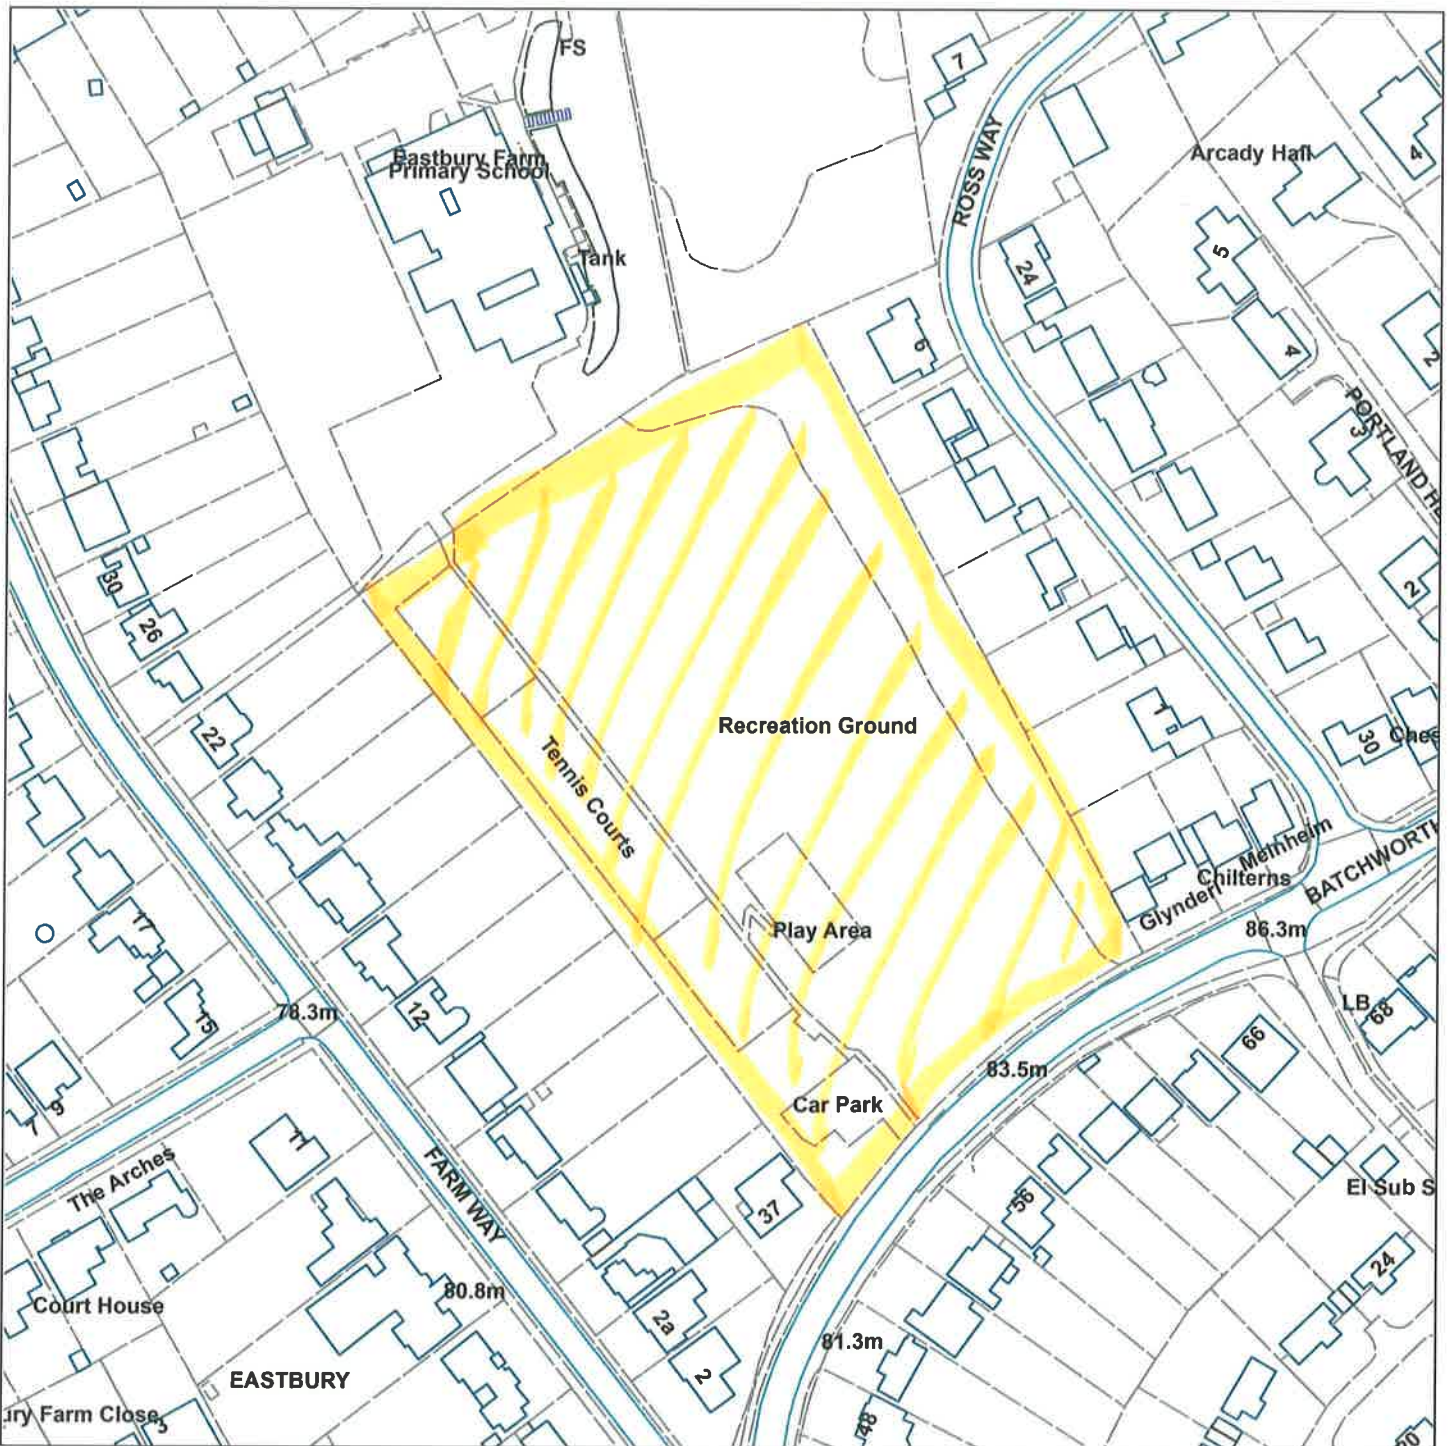 FS
7
Eastbury Farm
Primary School
Arcady Hall
4
ROSS WAY
Tank
5
24
6
4
2
PORTLAND
3
30
26
2
22
Recreation Ground
1
30
Tennis Courts
Meinheim
Chilterns
Glynderl
BATCHWORTH
17
Play Area
86.3m
15
78.3m
12
LB
68
66
83.5m
9
7
Car Park
11
The Arches
FARM WAY
El Sub S
37
56
24
80.8m
Court House
2a
81.3m
EASTBURY
2
ury Farm Close
3
48